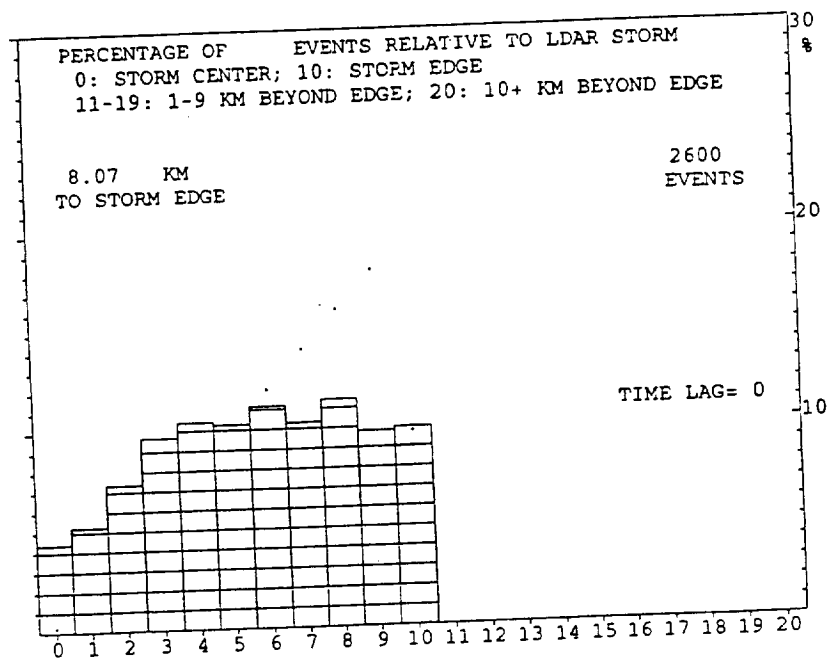 PERCENTAGE OF EVENTS RELATIVE TO LDAR STORM
0: STORM CENTER; 10: STORM EDGE
11-19: 1-9 KM BEYOND EDGE; 20: 10+ KM BEYOND EDGE
30
%
8.07 KM
TO STORM EDGE
2600
EVENTS
20
TIME LAG= 0
10
0 1 2 3 4 5 6 7 8 9 10 11 12 13 14 15 16 17 18 19 20